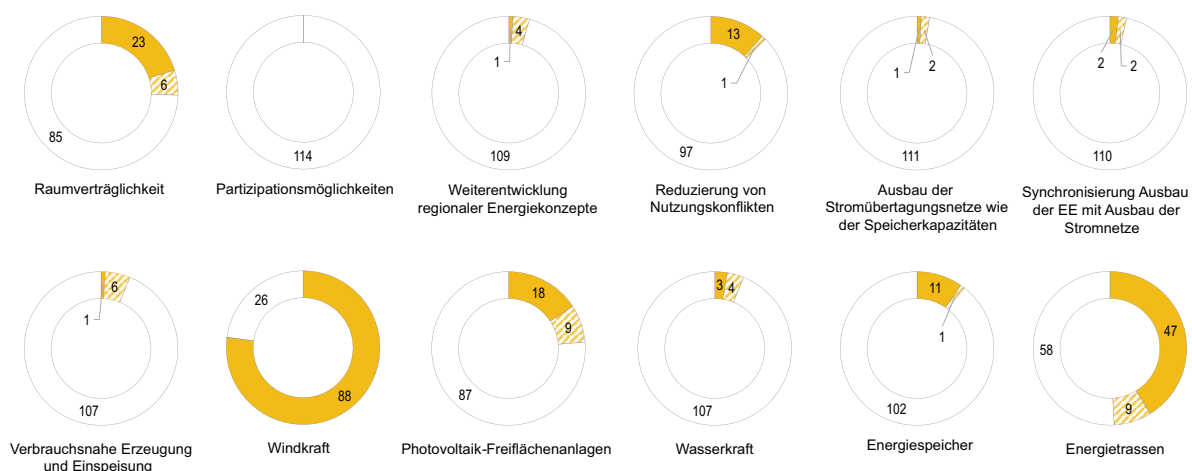 23
6
85
Raumverträglichkeit
114
Partizipationsmöglichkeiten
4
1
109
Weiterentwicklung
regionaler Energiekonzepte
13
1
97
Reduzierung von
Nutzungskonflikten
1
2
111
Ausbau der
Stromübertagungsnetze wie
der Speicherkapazitäten
2
2
110
Synchronisierung Ausbau
der EE mit Ausbau der
Stromnetze
6
1
107
Verbrauchsnahe Erzeugung
und Einspeisung
26
88
Windkraft
18
9
87
Photovoltaik-Freiflächenanlagen
3
4
107
Wasserkraft
11
1
102
Energiespeicher
47
58
9
Energietrassen